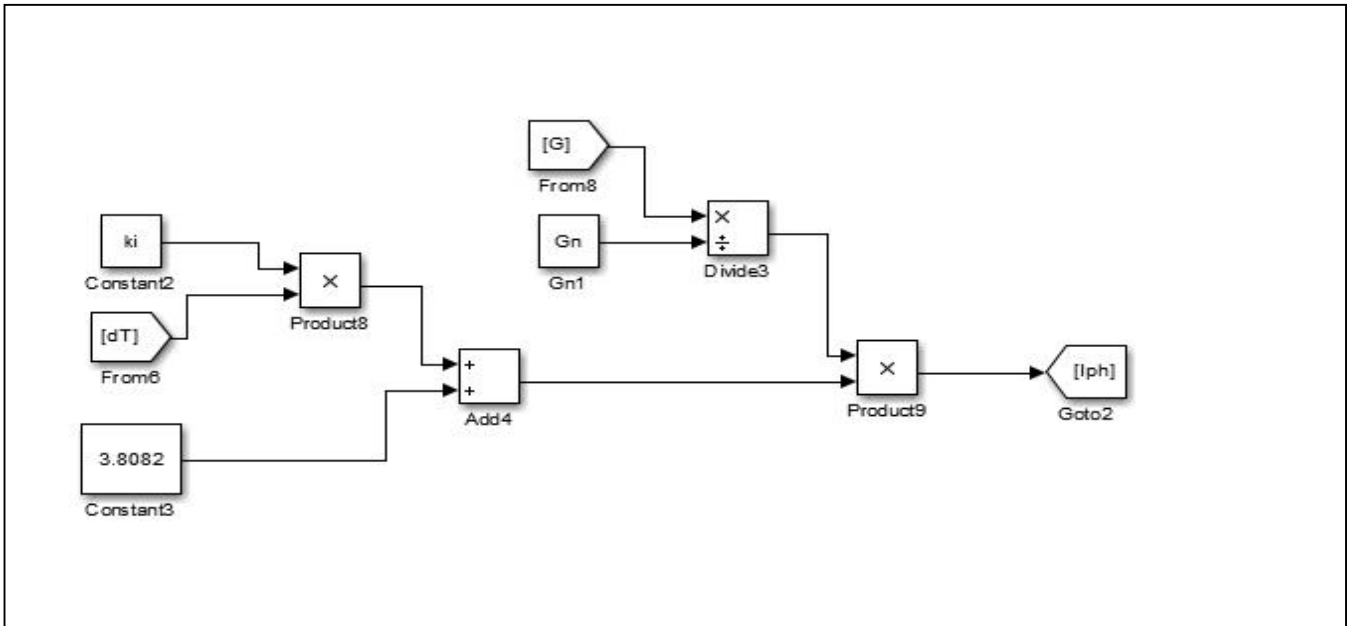 [G]
From8
ki
Constant2
Gn
Gn1
×
÷
Divide3
×
Product8
[dT]
From6
+
+
Add4
×
Product9
[Iph]
Goto2
3.8082
Constant3